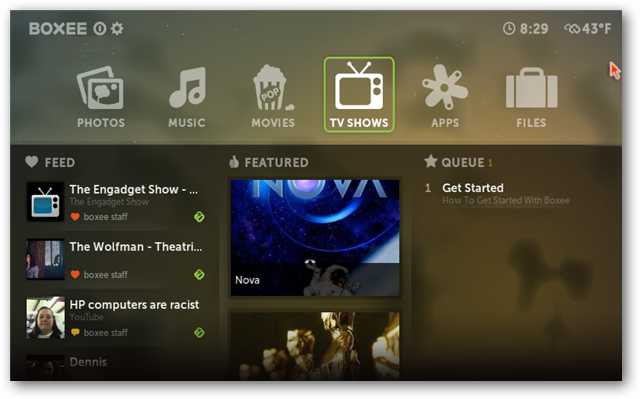 BOXEE
8:29
43°F
POP
PHOTOS
MUSIC
MOVIES
TV SHOWS
APPS
FILES
FEED
The Engadget Show - ...
The Engadget Show
boxee staff
The Wolfman - Theatri...
boxee staff
HP computers are racist
YouTube
boxee staff
Dennis
FEATURED
NOVA
Nova
QUEUE 1
1 Get Started
How To Get Started With Boxee